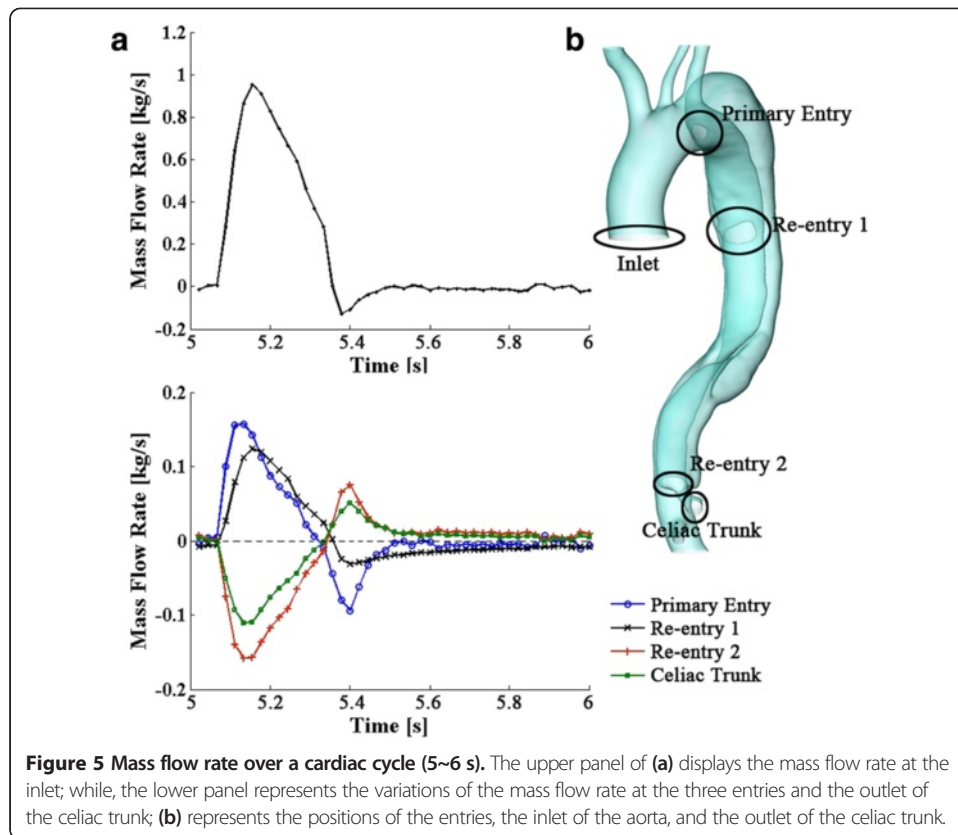 a
b
1.2
1
0.8
0.6
0.4
0.2
0
-0.2
Mass Flow Rate [kg/s]
5
5.2
5.4
5.6
5.8
6
Time [s]
0.2
0.1
0
-0.1
-0.2
Mass Flow Rate [kg/s]
5
5.2
5.4
5.6
5.8
6
Time [s]
Primary Entry
Re-entry 1
Inlet
Re-entry 2
Celiac Trunk
Primary Entry
Re-entry 1
Re-entry 2
Celiac Trunk
Figure 5 Mass flow rate over a cardiac cycle (5~6 s). The upper panel of (a) displays the mass flow rate at the
inlet; while, the lower panel represents the variations of the mass flow rate at the three entries and the outlet of
the celiac trunk; (b) represents the positions of the entries, the inlet of the aorta, and the outlet of the celiac trunk.